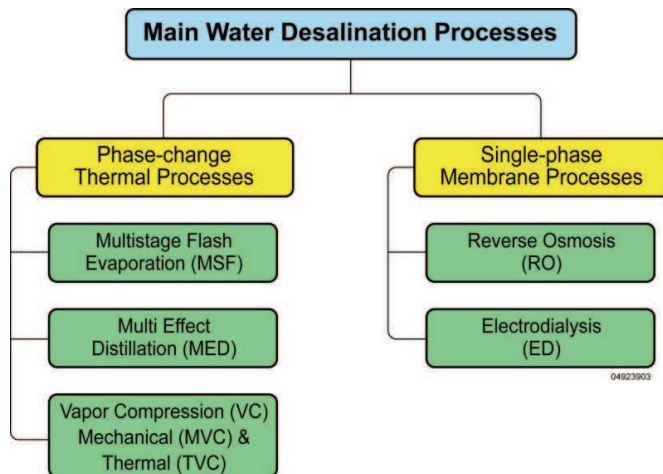 Main Water Desalination Processes
Phase-change
Thermal Processes
Multistage Flash
Evaporation (MSF)
Multi Effect
Distillation (MED)
Vapor Compression (VC)
Mechanical (MVC) &
Thermal (TVC)
Single-phase
Membrane Processes
Reverse Osmosis
(RO)
Electrodialysis
(ED)
04923903